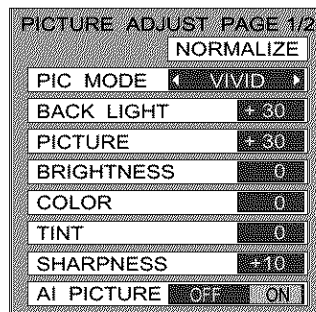 PICTURE ADJUST PAGE 1/2
NORMALIZE
PIC MODE VIVID
BACK LIGHT +30
PICTURE +30
BRIGHTNESS 0
COLOR 0
TINT 0
SHARPNESS +10
AI PICTURE OFF ON